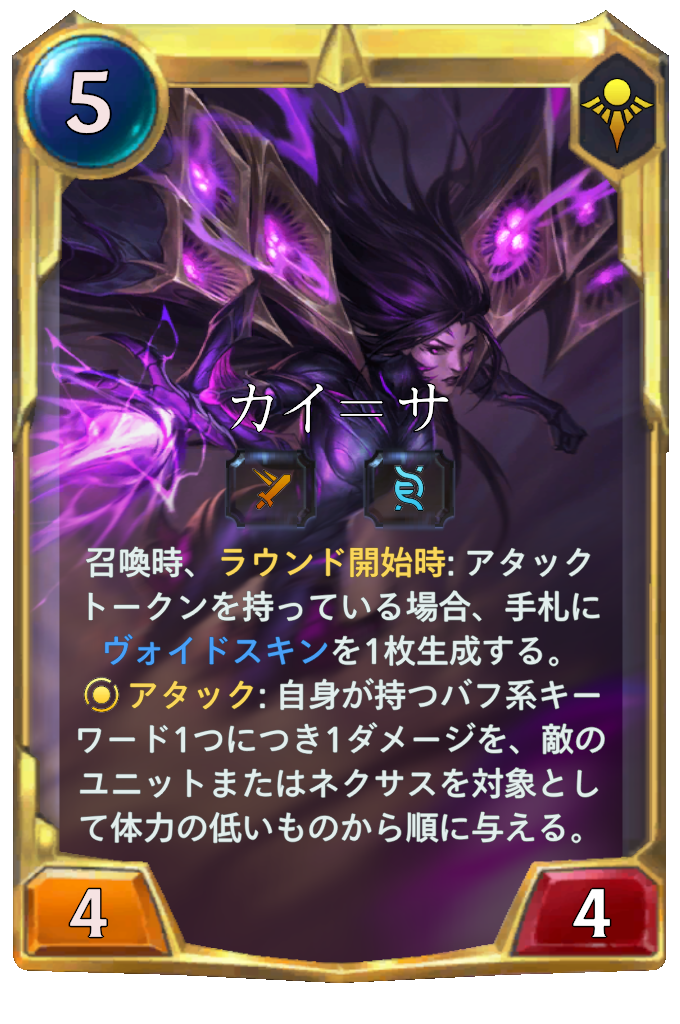 5
カイ＝サ
召喚時、ラウンド開始時: アタック
トークンを持っている場合、手札に
ヴォイドスキンを1枚生成する。
アタック: 自身が持つバフ系キー
ワード1つにつき1ダメージを、敵の
ユニットまたはネクサスを対象とし
て体力の低いものから順に与える。
4
4